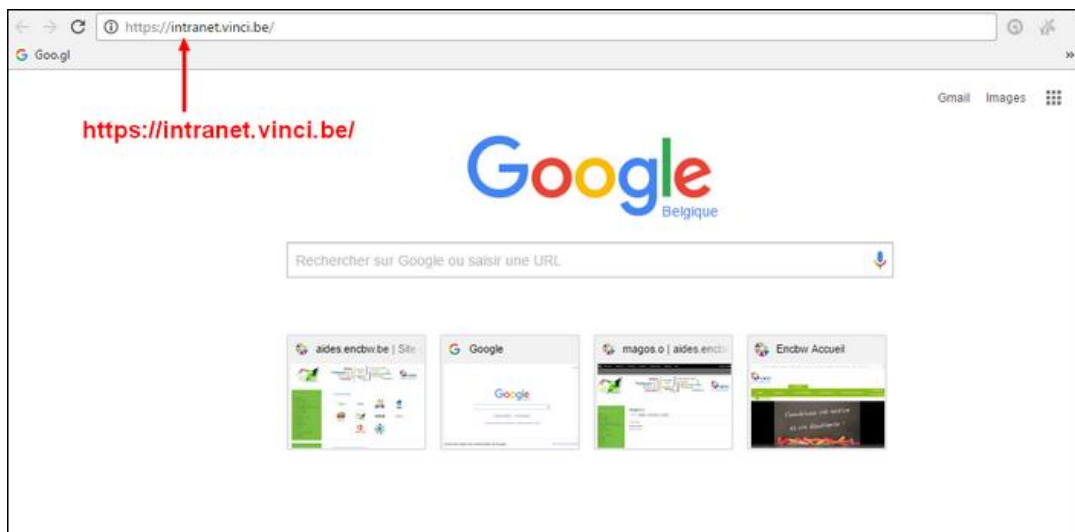 https://intranet.vinci.be/
Goo.gl
»
Gmail Images
https://intranet.vinci.be/
Google
Belgique
Rechercher sur Google ou saisir une URL
aides.encbw.be | Site
Google
magos.o | aides.encb
Encbw Accueil
Google